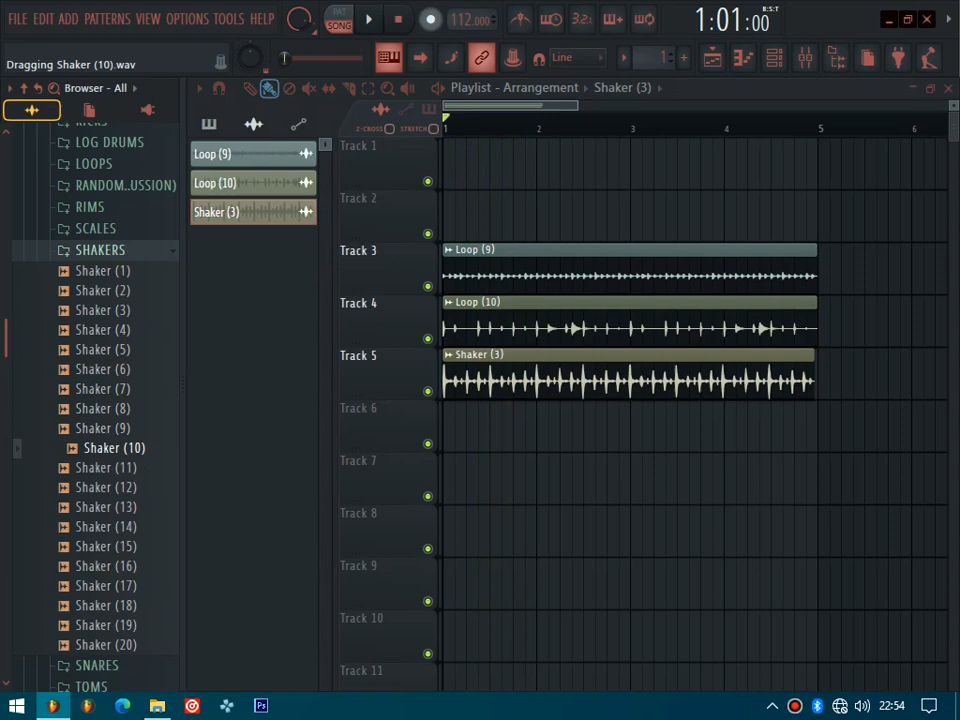 FILE EDIT ADD PATTERNS VIEW OPTIONS TOOLS HELP
PAT
SONG
112.000
3.2.
1:01:00
B:S:T
Dragging Shaker (10).wav
Line
1
Browser - All
Playlist - Arrangement
Shaker (3)
Z-CROSS
STRETCH
1 2 3 4 5 6
KICKS
LOG DRUMS
LOOPS
RANDOM..USSION)
RIMS
SCALES
SHAKERS
Shaker (1)
Shaker (2)
Shaker (3)
Shaker (4)
Shaker (5)
Shaker (6)
Shaker (7)
Shaker (8)
Shaker (9)
Shaker (10)
Shaker (11)
Shaker (12)
Shaker (13)
Shaker (14)
Shaker (15)
Shaker (16)
Shaker (17)
Shaker (18)
Shaker (19)
Shaker (20)
SNARES
TOMS
Loop (9)
Loop (10)
Shaker (3)
Track 1
Track 2
Track 3
Loop (9)
Track 4
Loop (10)
Track 5
Shaker (3)
Track 6
Track 7
Track 8
Track 9
Track 10
Track 11
Ps
22:54